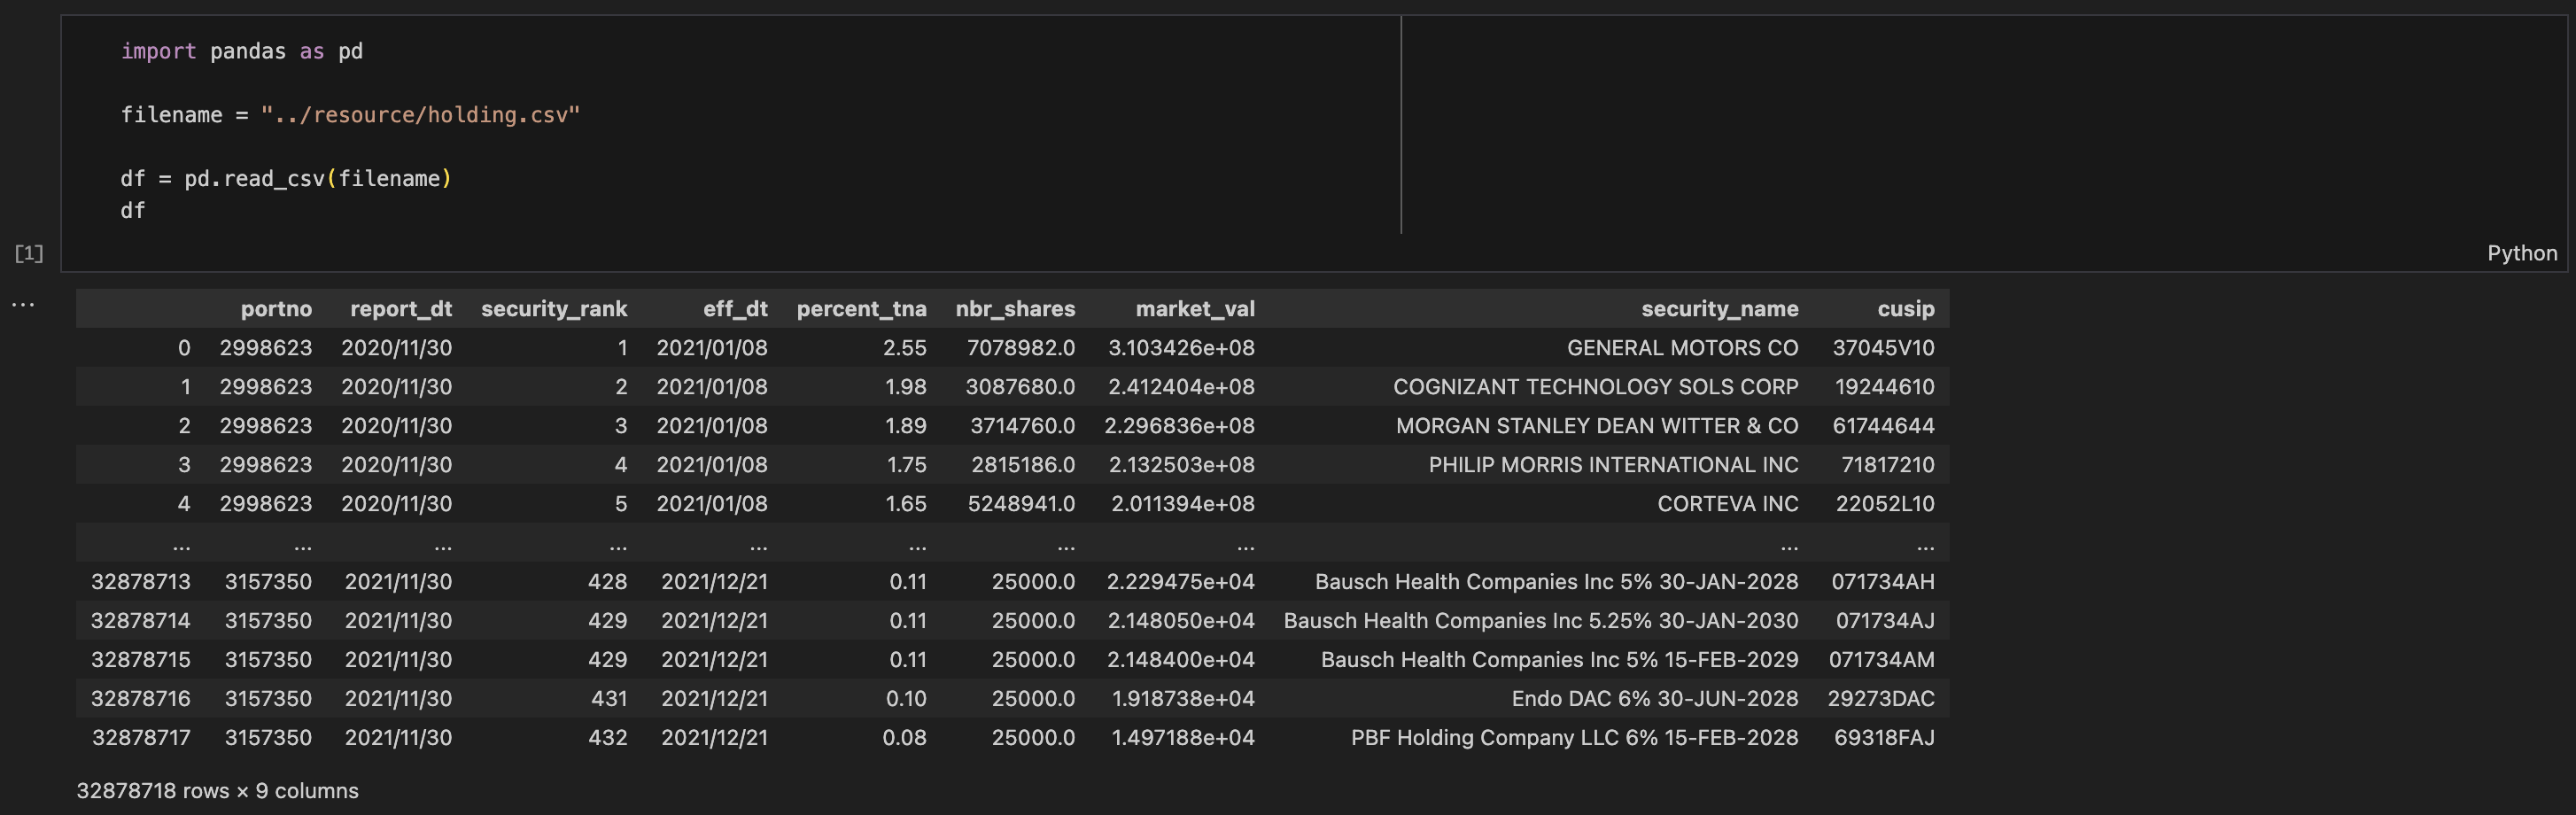 import pandas as pd
filename = "../resource/holding.csv"
df = pd.read_csv(filename)
df
[1]
Python
...
portno report_dt security_rank eff_dt percent_tna nbr_shares market_val security_name cusip
0 2998623 2020/11/30 1 2021/01/08 2.55 7078982.0 3.103426e+08 GENERAL MOTORS CO 37045V10
1 2998623 2020/11/30 2 2021/01/08 1.98 3087680.0 2.412404e+08 COGNIZANT TECHNOLOGY SOLS CORP 19244610
2 2998623 2020/11/30 3 2021/01/08 1.89 3714760.0 2.296836e+08 MORGAN STANLEY DEAN WITTER & CO 61744644
3 2998623 2020/11/30 4 2021/01/08 1.75 2815186.0 2.132503e+08 PHILIP MORRIS INTERNATIONAL INC 71817210
4 2998623 2020/11/30 5 2021/01/08 1.65 5248941.0 2.011394e+08 CORTEVA INC 22052L10
... ... ... ... ... ... ... ... ... ...
32878713 3157350 2021/11/30 428 2021/12/21 0.11 25000.0 2.229475e+04 Bausch Health Companies Inc 5% 30-JAN-2028 071734AH
32878714 3157350 2021/11/30 429 2021/12/21 0.11 25000.0 2.148050e+04 Bausch Health Companies Inc 5.25% 30-JAN-2030 071734AJ
32878715 3157350 2021/11/30 429 2021/12/21 0.11 25000.0 2.148400e+04 Bausch Health Companies Inc 5% 15-FEB-2029 071734AM
32878716 3157350 2021/11/30 431 2021/12/21 0.10 25000.0 1.918738e+04 Endo DAC 6% 30-JUN-2028 29273DAC
32878717 3157350 2021/11/30 432 2021/12/21 0.08 25000.0 1.497188e+04 PBF Holding Company LLC 6% 15-FEB-2028 69318FAJ
32878718 rows × 9 columns